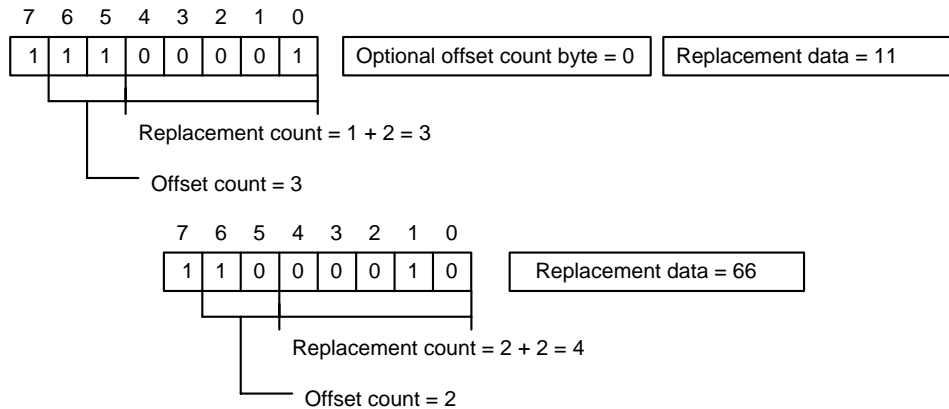 7 6 5 4 3 2 1 0
1 1 1 0 0 0 0 1 Optional offset count byte = 0 Replacement data = 11
Replacement count = 1 + 2 = 3
Offset count = 3
7 6 5 4 3 2 1 0
1 1 0 0 0 0 1 0 Replacement data = 66
Replacement count = 2 + 2 = 4
Offset count = 2